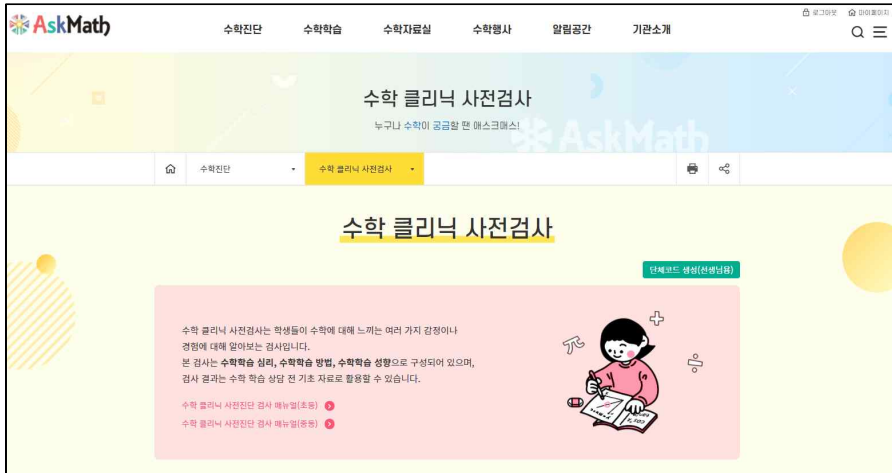 로그아웃 마이페이지
AskMath
수학진단 수학학습 수학자료실 수학행사 알림공간 기관소개
수학 클리닉 사전검사
누구나 수학이 궁금할 땐 애스크매스!
AskMath
수학진단 수학 클리닉 사전검사
수학 클리닉 사전검사
단체코드 생성(선생님용)
수학 클리닉 사전검사는 학생들이 수학에 대해 느끼는 여러 가지 감정이나
경험에 대해 알아보는 검사입니다.
본 검사는 수학학습 심리, 수학학습 방법, 수학학습 성향으로 구성되어 있으며,
검사 결과는 수학 학습 상담 전 기초 자료로 활용할 수 있습니다.
수학 클리닉 사전진단 검사 매뉴얼(초등)
수학 클리닉 사전진단 검사 매뉴얼(중등)